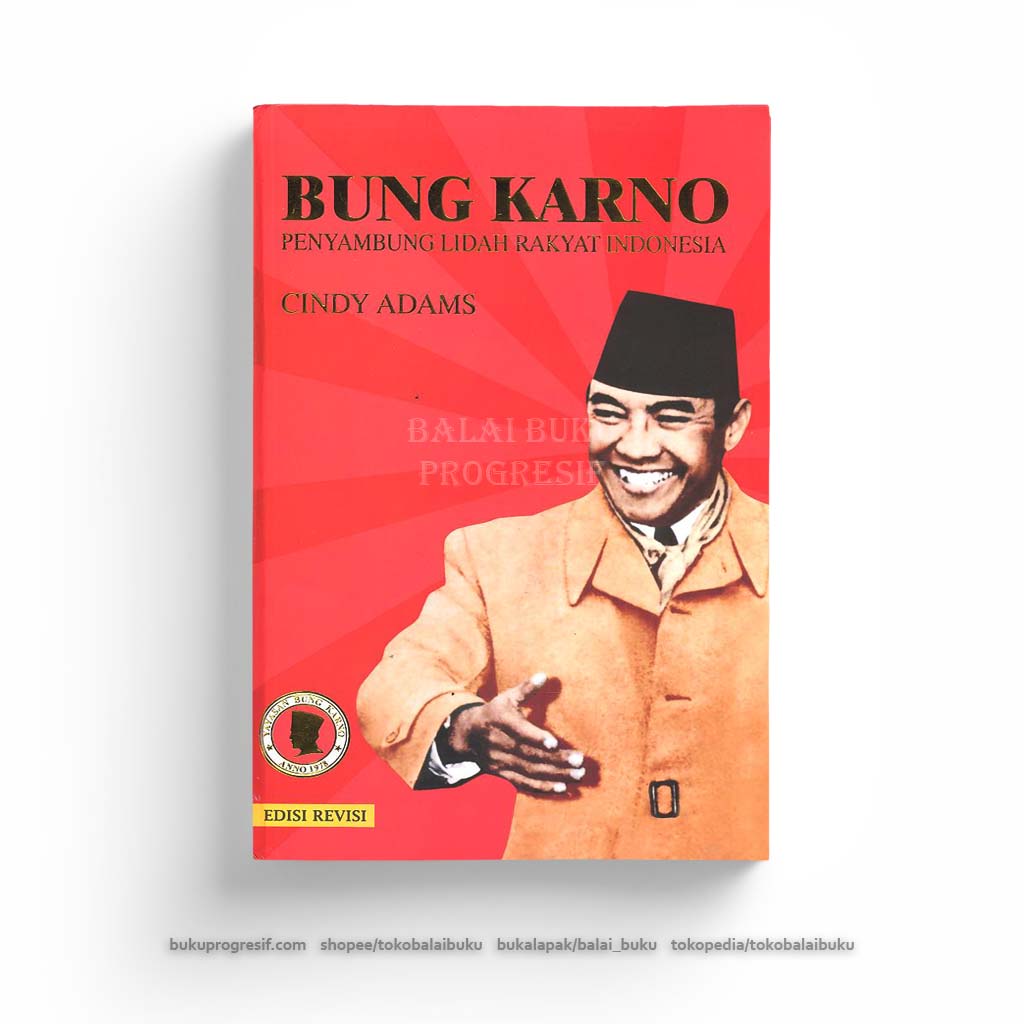 BUNG KARNO
PENYAMBUNG LIDAH RAKYAT INDONESIA
CINDY ADAMS
BALAI BUK
PROGRESIF
YAYASAN BUNG KARNO
ANNO 1978
EDISI REVISI
bukuprogresif.com shopee/tokobalaibuku bukalapak/balai_buku tokopedia/tokobalaibuku